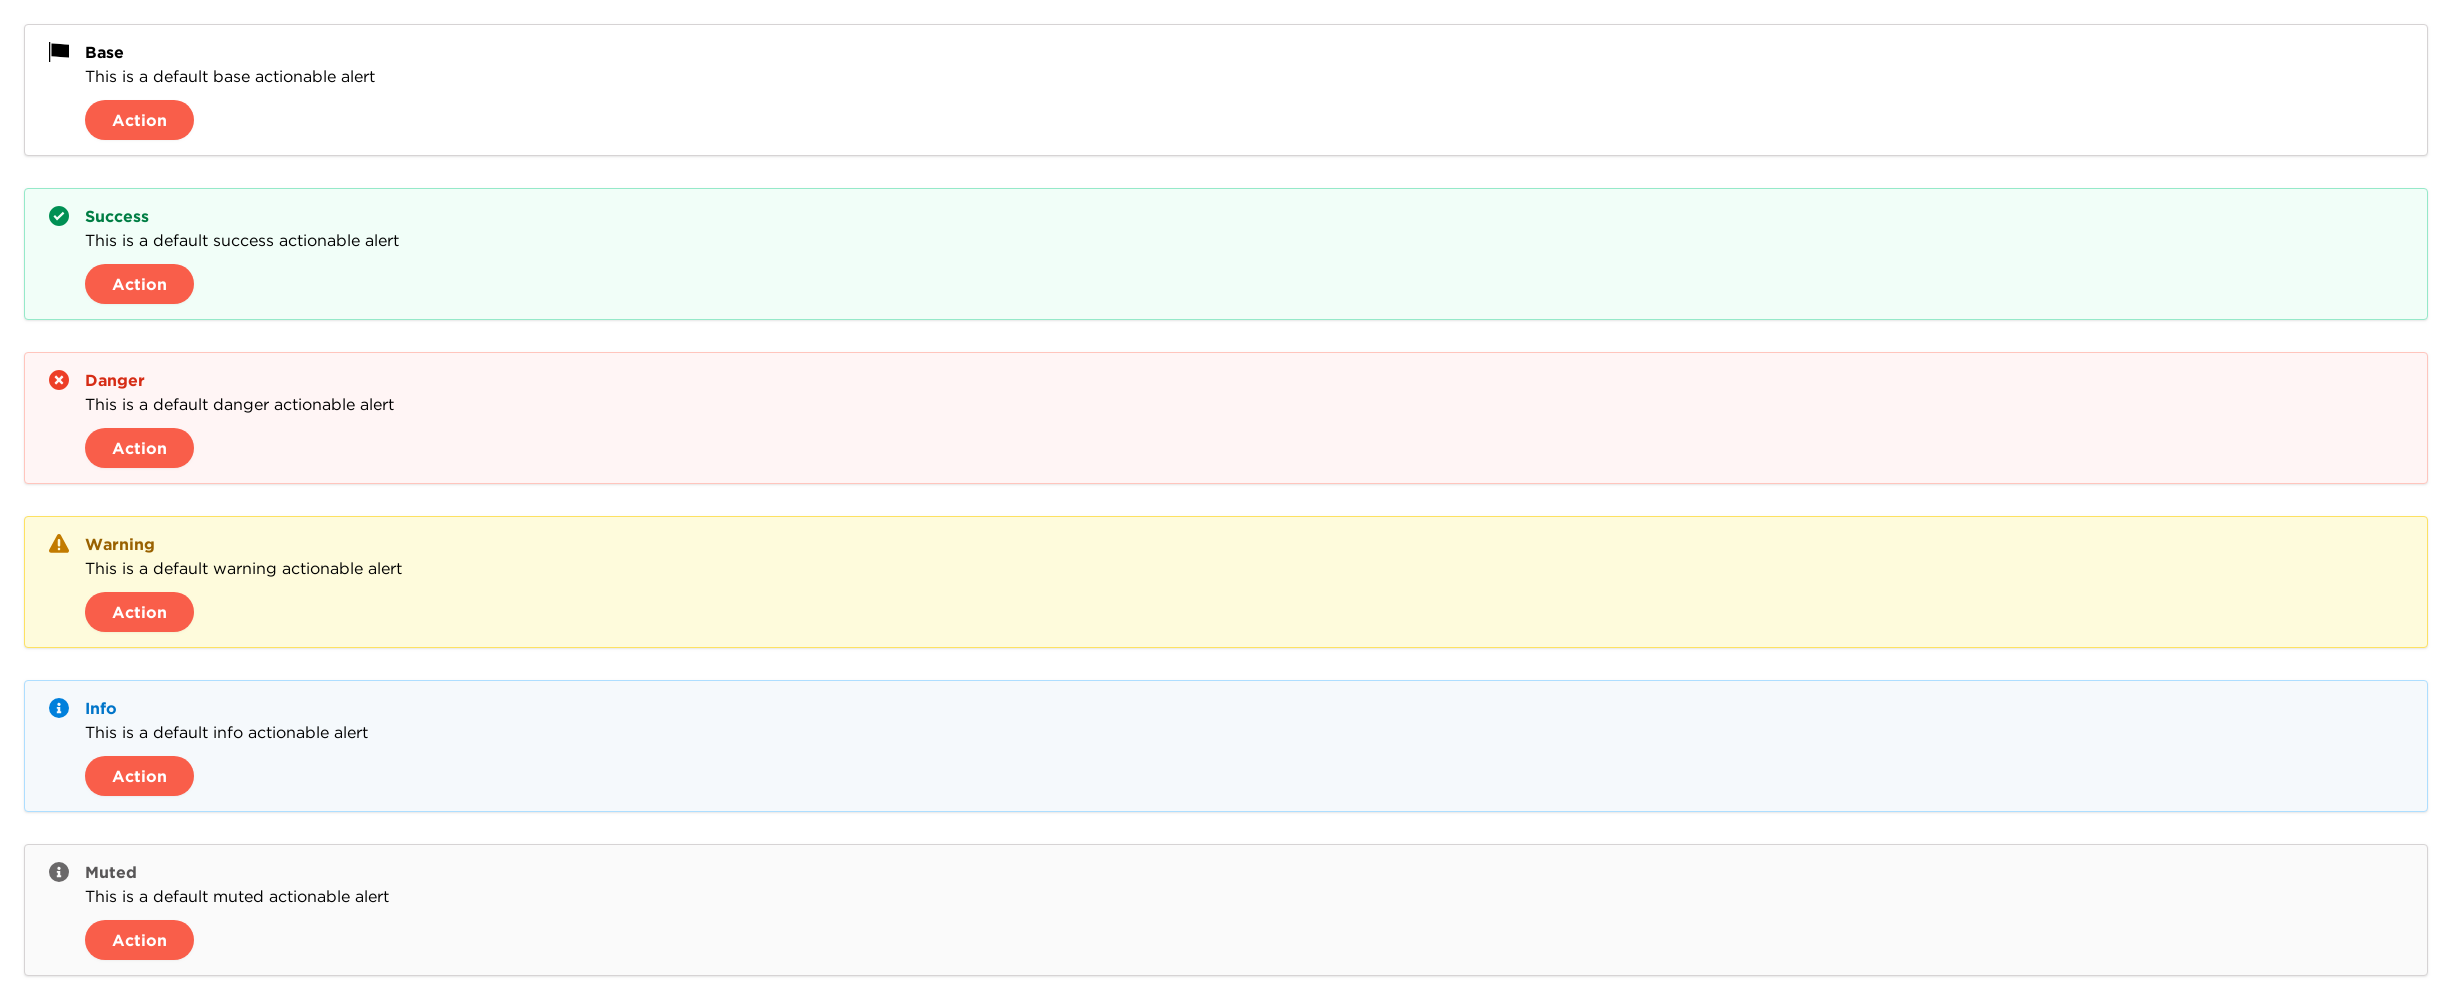 Base
This is a default base actionable alert
Action
Success
This is a default success actionable alert
Action
Danger
This is a default danger actionable alert
Action
Warning
This is a default warning actionable alert
Action
Info
This is a default info actionable alert
Action
Muted
This is a default muted actionable alert
Action